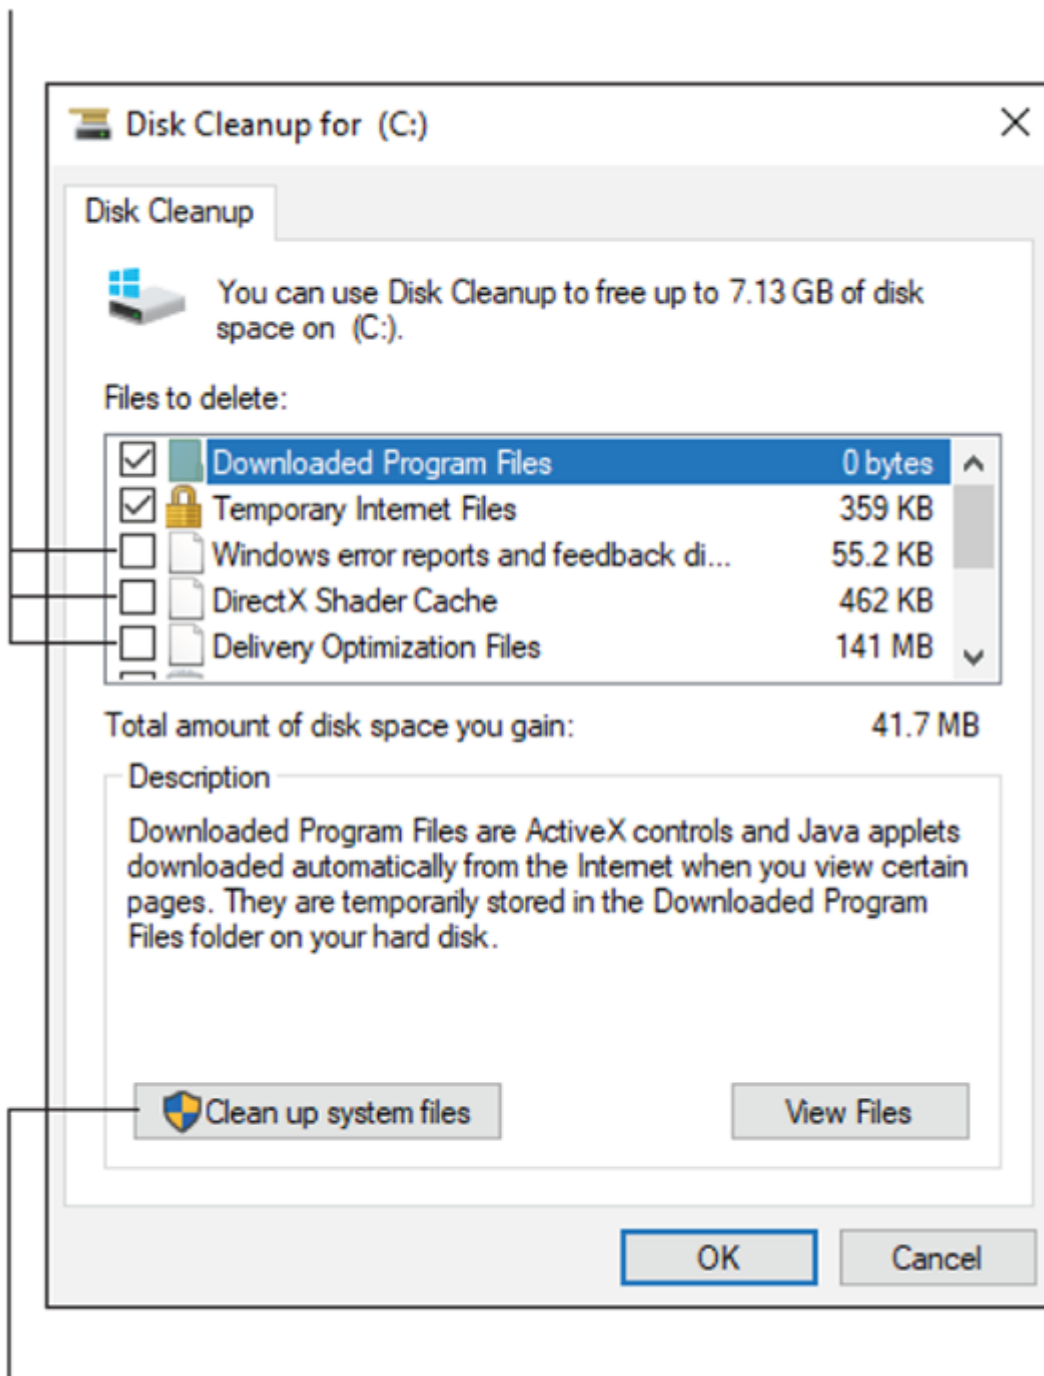 Disk Cleanup for (C:)
Disk Cleanup
You can use Disk Cleanup to free up to 7.13 GB of disk
space on (C:).
Files to delete:
Downloaded Program Files 0 bytes
Temporary Internet Files 359 KB
Windows error reports and feedback di... 55.2 KB
DirectX Shader Cache 462 KB
Delivery Optimization Files 141 MB
Total amount of disk space you gain: 41.7 MB
Description
Downloaded Program Files are ActiveX controls and Java applets
downloaded automatically from the Internet when you view certain
pages. They are temporarily stored in the Downloaded Program
Files folder on your hard disk.
Clean up system files View Files
OK Cancel